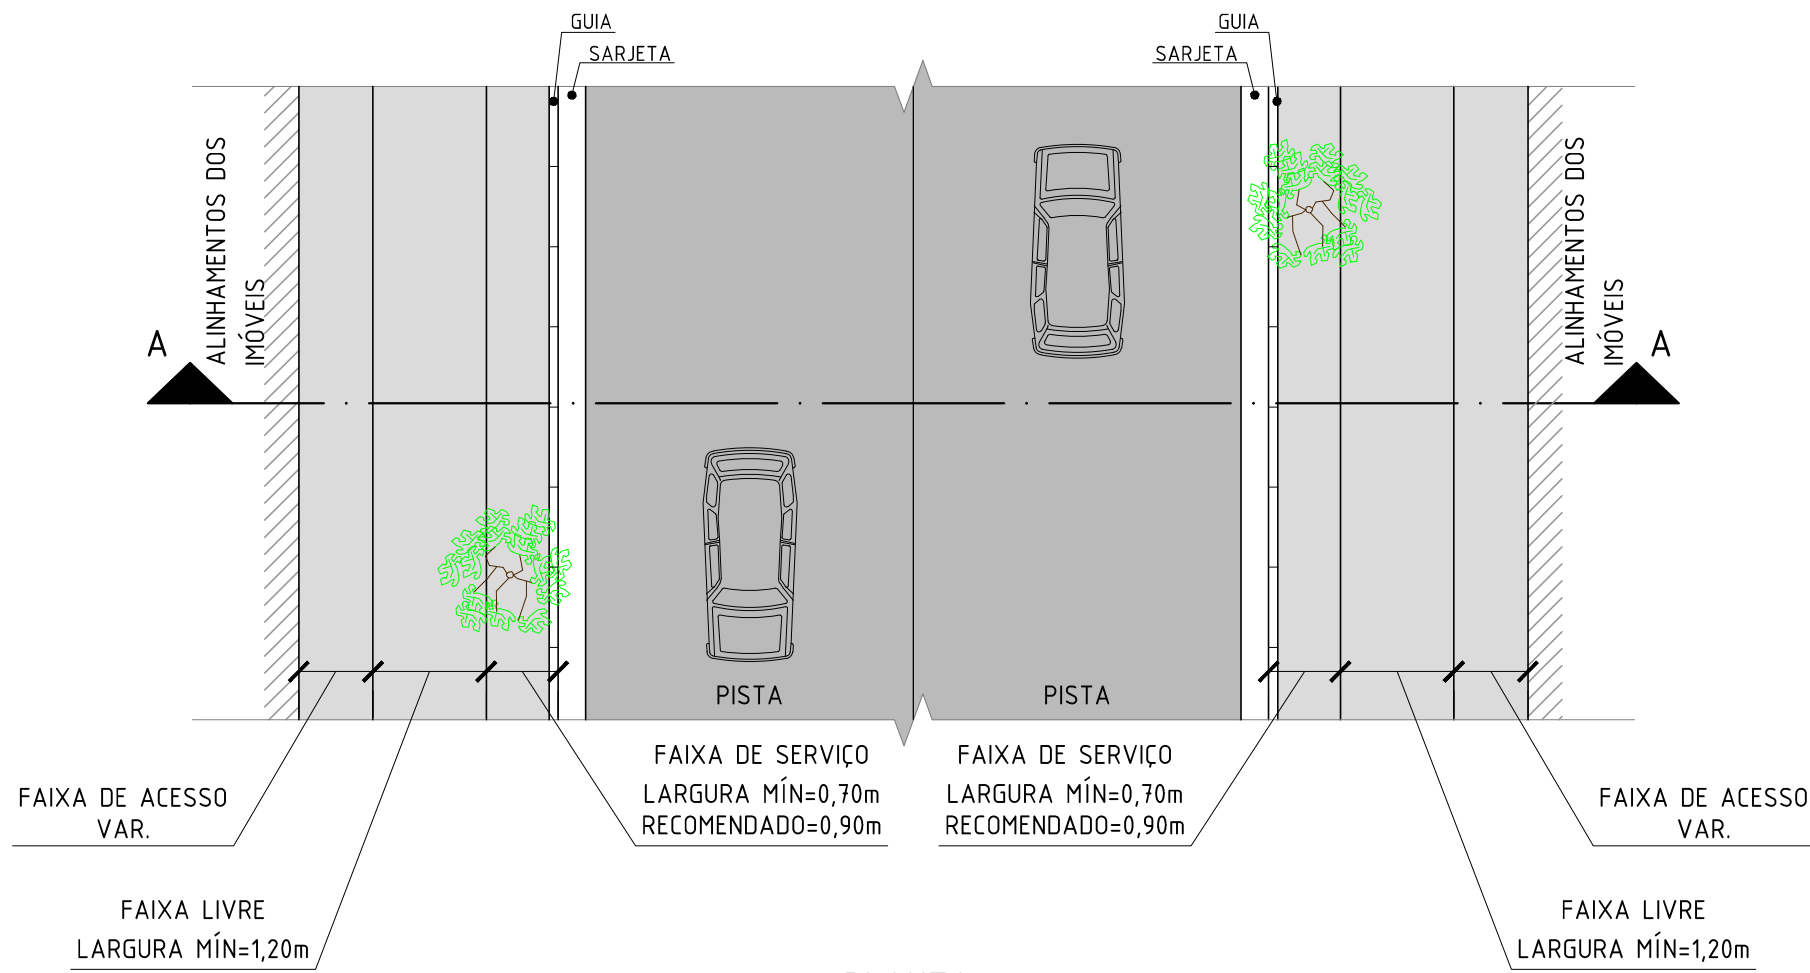 GUIA
SARJETA
GUIA
SARJETA
ALINHAMENTOS DOS
IMÓVEIS
A
ALINHAMENTOS DOS
IMÓVEIS
A
PISTA
PISTA
FAIXA DE SERVIÇO
LARGURA MÍN=0,70m
RECOMENDADO=0,90m
FAIXA DE SERVIÇO
LARGURA MÍN=0,70m
RECOMENDADO=0,90m
FAIXA DE ACESSO
VAR.
FAIXA DE ACESSO
VAR.
FAIXA LIVRE
LARGURA MÍN=1,20m
FAIXA LIVRE
LARGURA MÍN=1,20m